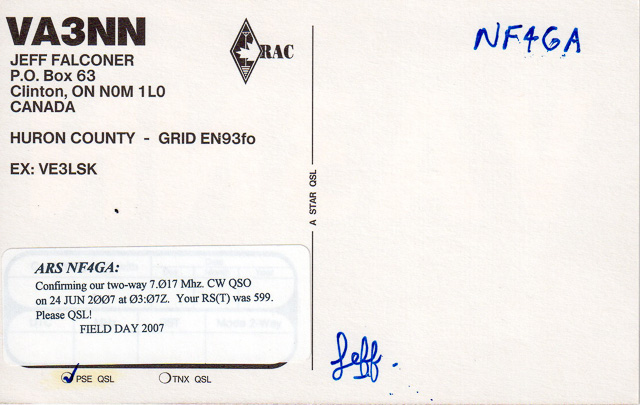 VA3NN
JEFF FALCONER
P.O. Box 63
Clinton, ON N0M 1L0
CANADA
HURON COUNTY - GRID EN93fo
EX: VE3LSK
RAC
NF4GA
A STAR QSL
ARS NF4GA:
Confirming our two-way 7.Ø17 Mhz. CW QSO
on 24 JUN 2ØØ7 at Ø3:Ø7Z. Your RS(T) was 599.
Please QSL!
FIELD DAY 2007
PSE QSL
TNX QSL
Jeff.